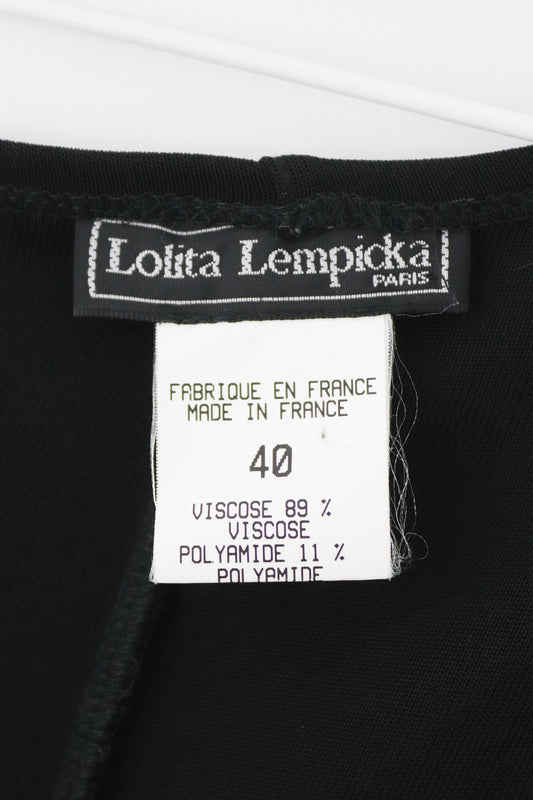 Lolita Lempicka
PARIS
FABRIQUE EN FRANCE
MADE IN FRANCE
40
VISCOSE 89 %
VISCOSE
POLYAMIDE 11 %
POLYAMIDE